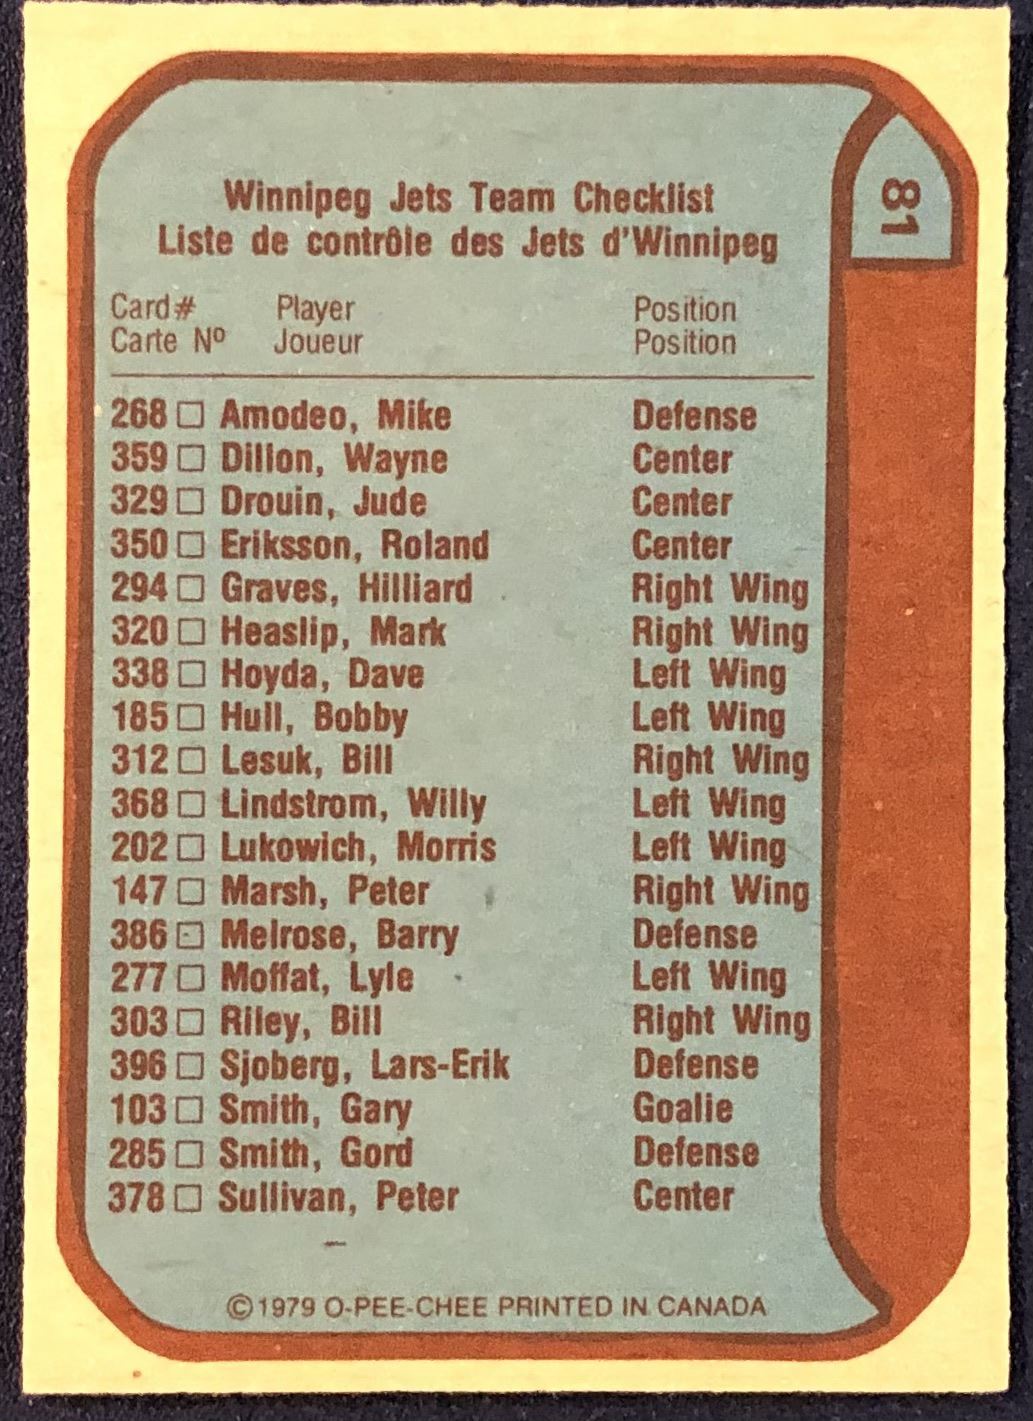 81
Winnipeg Jets Team Checklist
Liste de contrôle des Jets d'Winnipeg
Card# Player Position
Carte Nº Joueur Position
268 □ Amodeo, Mike Defense
359 □ Dillon, Wayne Center
329 □ Drouin, Jude Center
350 □ Eriksson, Roland Center
294 □ Graves, Hilliard Right Wing
320 □ Heaslip, Mark Right Wing
338 □ Hoyda, Dave Left Wing
185 □ Hull, Bobby Left Wing
312 □ Lesuk, Bill Right Wing
368 □ Lindstrom, Willy Left Wing
202 □ Lukowich, Morris Left Wing
147 □ Marsh, Peter Right Wing
386 □ Melrose, Barry Defense
277 □ Moffat, Lyle Left Wing
303 □ Riley, Bill Right Wing
396 □ Sjoberg, Lars-Erik Defense
103 □ Smith, Gary Goalie
285 □ Smith, Gord Defense
378 □ Sullivan, Peter Center
©1979 O-PEE-CHEE PRINTED IN CANADA